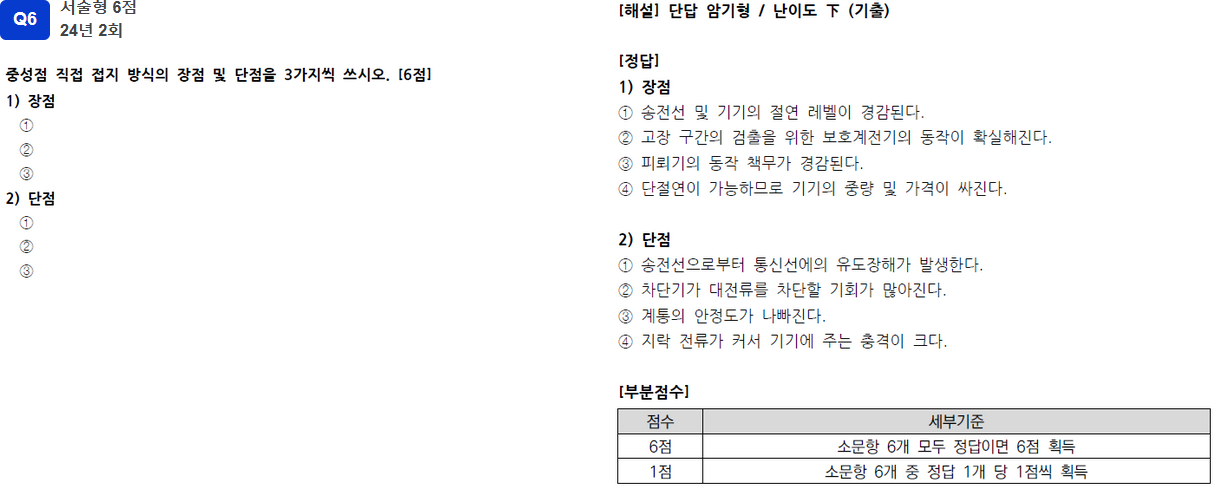 Q6
서술형 6점
24년 2회
중성점 직접 접지 방식의 장점 및 단점을 3가지씩 쓰시오. [6점]
1) 장점
①
②
③
2) 단점
①
②
③
[해설] 단답 암기형 / 난이도 下 (기출)
[정답]
1) 장점
① 송전선 및 기기의 절연 레벨이 경감된다.
② 고장 구간의 검출을 위한 보호계전기의 동작이 확실해진다.
③ 피뢰기의 동작 책무가 경감된다.
④ 단절연이 가능하므로 기기의 중량 및 가격이 싸진다.
2) 단점
① 송전선으로부터 통신선에의 유도장해가 발생한다.
② 차단기가 대전류를 차단할 기회가 많아진다.
③ 계통의 안정도가 나빠진다.
④ 지락 전류가 커서 기기에 주는 충격이 크다.
[부분점수]
점수 세부기준
6점 소문항 6개 모두 정답이면 6점 획득
1점 소문항 6개 중 정답 1개 당 1점씩 획득